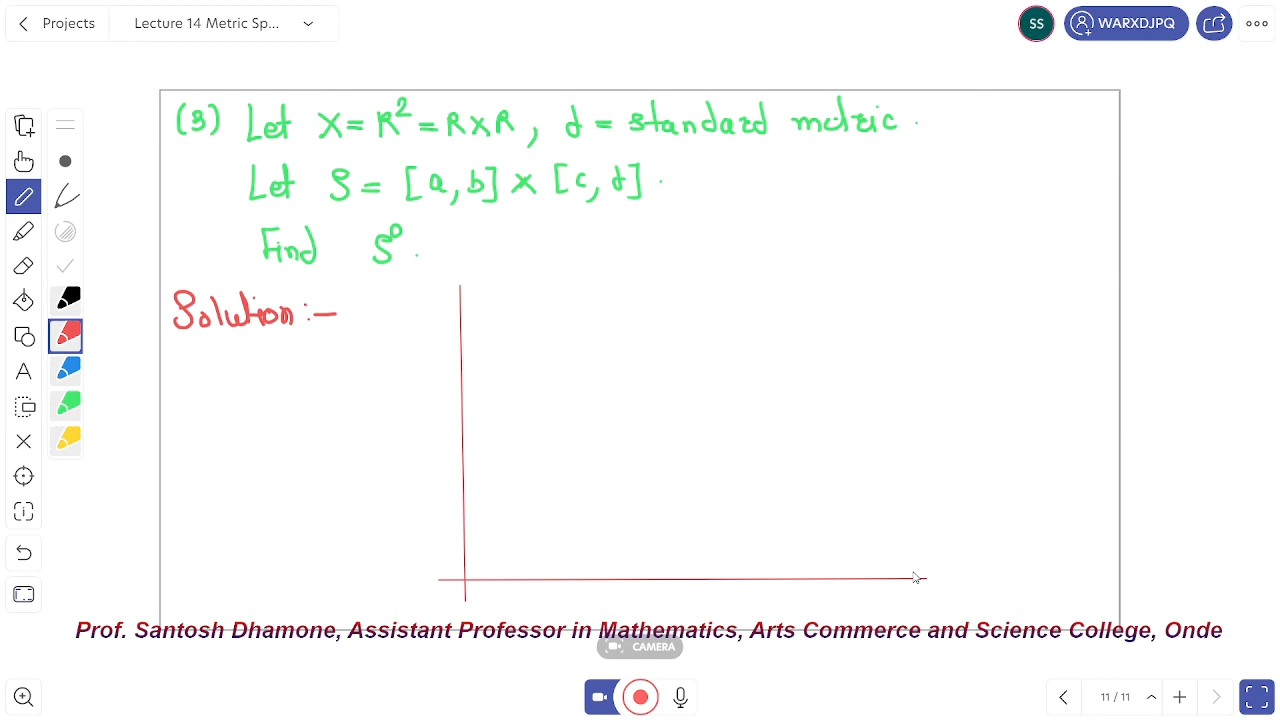 Projects
Lecture 14 Metric Sp...
SS
WARXDJPQ
(3) Let X = R² = R×R, d = standard metric.
Let S = [a, b] × [c, d].
Find S⁰.
Solution :-
A
Prof. Santosh Dhamone, Assistant Professor in Mathematics, Arts Commerce and Science College, Onde
CAMERA
11 / 11